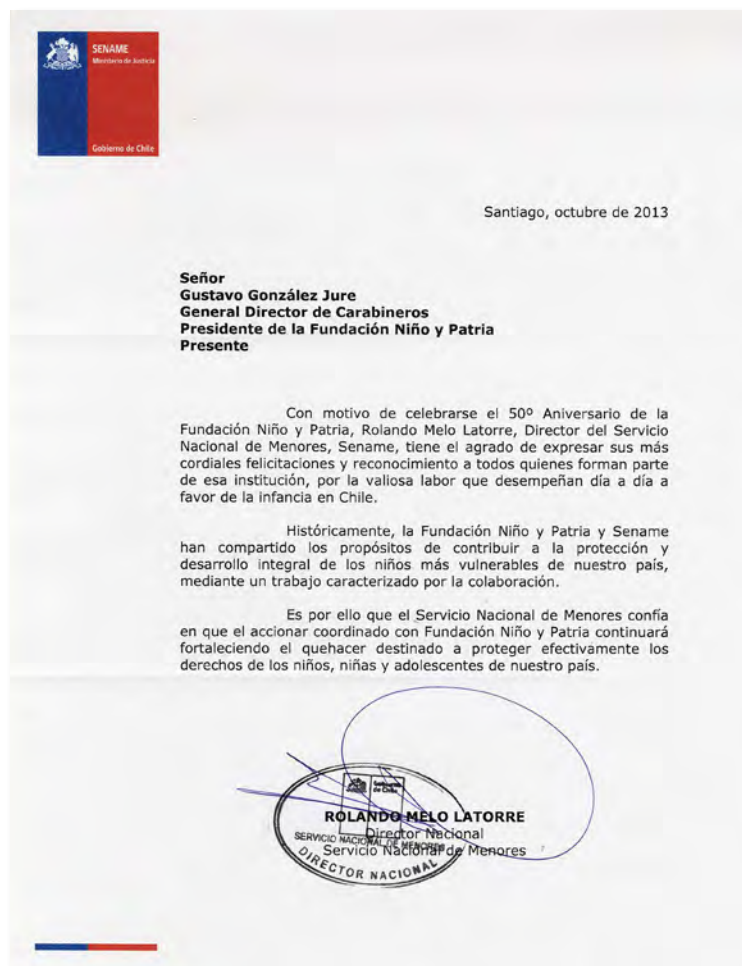 SENAME
Ministerio de Justicia
Gobierno de Chile
Santiago, octubre de 2013
Señor
Gustavo González Jure
General Director de Carabineros
Presidente de la Fundación Niño y Patria
Presente
Con motivo de celebrarse el 50º Aniversario de la
Fundación Niño y Patria, Rolando Melo Latorre, Director del Servicio
Nacional de Menores, Sename, tiene el agrado de expresar sus más
cordiales felicitaciones y reconocimiento a todos quienes forman parte
de esa institución, por la valiosa labor que desempeñan día a día a
favor de la infancia en Chile.
Históricamente, la Fundación Niño y Patria y Sename
han compartido los propósitos de contribuir a la protección y
desarrollo integral de los niños más vulnerables de nuestro país,
mediante un trabajo caracterizado por la colaboración.
Es por ello que el Servicio Nacional de Menores confía
en que el accionar coordinado con Fundación Niño y Patria continuará
fortaleciendo el quehacer destinado a proteger efectivamente los
derechos de los niños, niñas y adolescentes de nuestro país.
Gobierno
de Chile
ROLANDO MELO LATORRE
Director Nacional
SERVICIO NACIONAL DE MENORES
Servicio Nacional de Menores
DIRECTOR NACIONAL